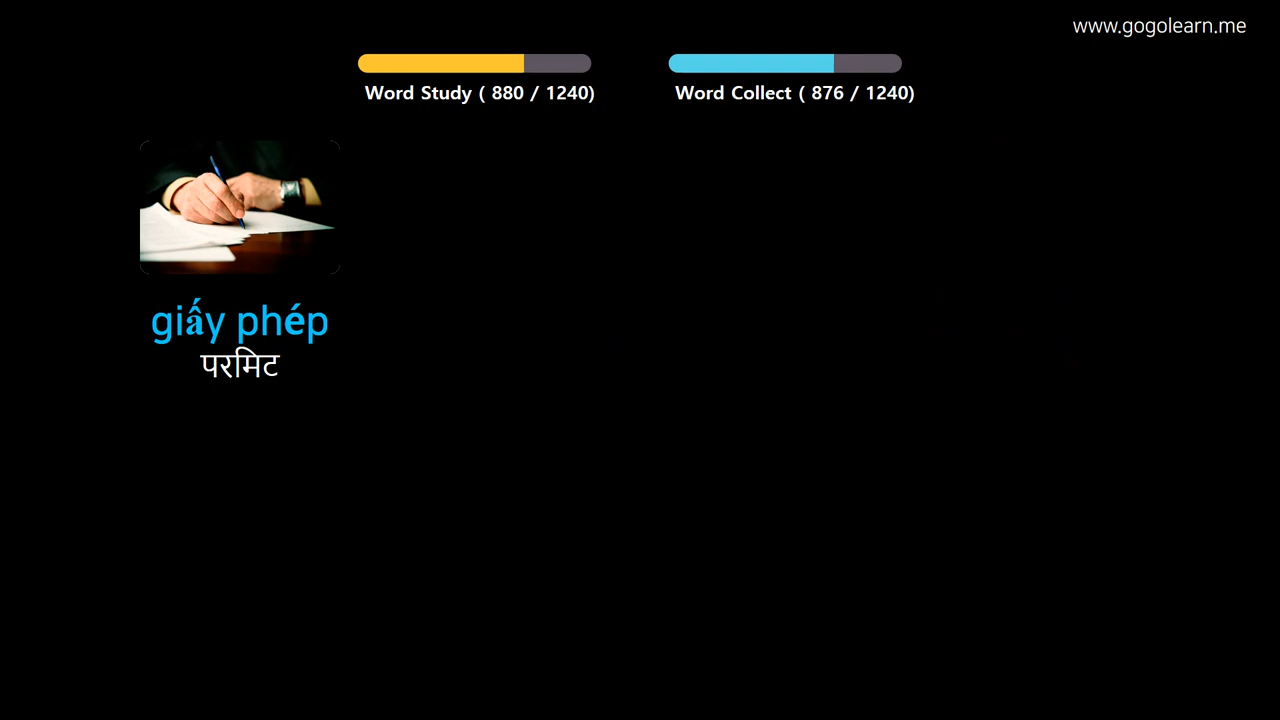 www.gogolearn.me
Word Study ( 880 / 1240)
Word Collect ( 876 / 1240)
giấy phép
परमिट